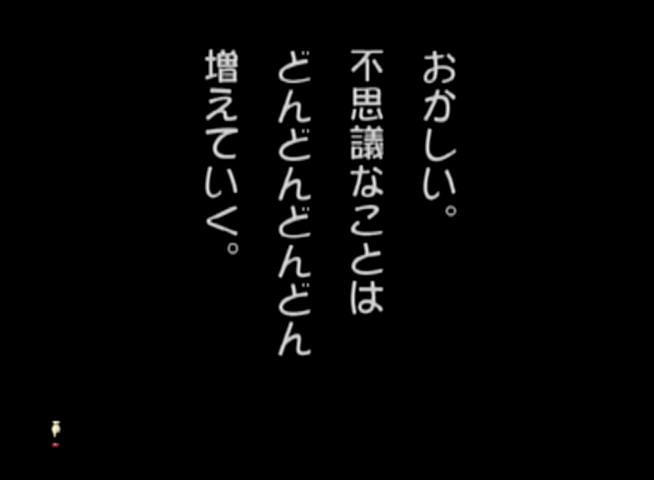 おかしい。
不思議なことは
どんどんどんどん
増えていく。